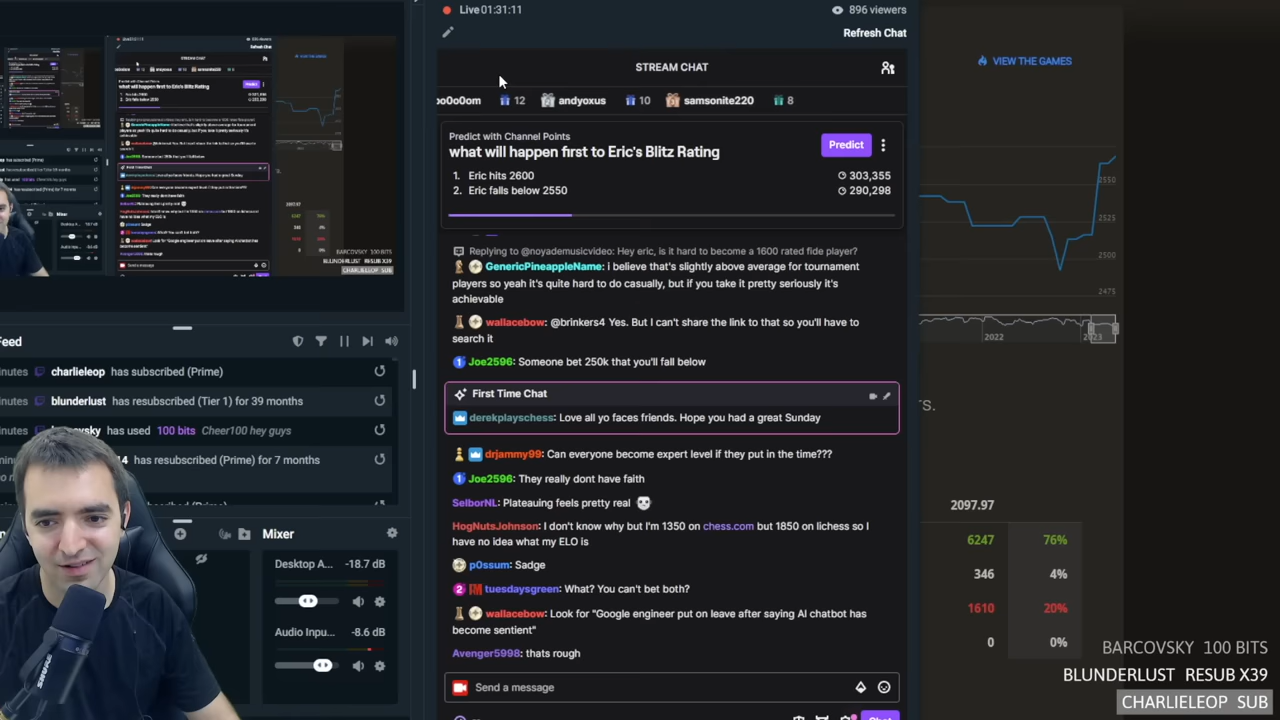 Live 01:31:11
896 viewers
Refresh Chat
STREAM CHAT
12
andyoxus
10
8
VIEW THE GAMES
Predict with Channel Points
what will happen first to Eric's Blitz Rating
Predict
1. Eric hits 2600
303,355
2. Eric falls below 2550
290,298
Replying to @noyademusicvideo: Hey eric, is it hard to become a 1600 rated fide player?
GenericPineappleName: i believe that's slightly above average for tournament
players so yeah it's quite hard to do casually, but if you take it pretty seriously it's
achievable
wallacebow: @brinkers4 Yes. But I can't share the link to that so you'll have to
search it
Joe2596: Someone bet 250k that you'll fall below
First Time Chat
derekplayschess: Love all yo faces friends. Hope you had a great Sunday
drjammy99: Can everyone become expert level if they put in the time???
Joe2596: They really dont have faith
SelborNL: Plateauing feels pretty real
HogNutsJohnson: I don't know why but I'm 1350 on chess.com but 1850 on lichess so I
have no idea what my ELO is
p0ssum: Sadge
tuesdaysgreen: What? You can't bet both?
wallacebow: Look for "Google engineer put on leave after saying AI chatbot has
become sentient"
Avenger5998: thats rough
Send a message
Feed
charlieleop has subscribed (Prime)
blunderlust has resubscribed (Tier 1) for 39 months
has used 100 bits Cheer100 hey guys
14 has resubscribed (Prime) for 7 months
Mixer
Desktop A... -18.7 dB
Audio Inpu... -8.6 dB
2550
2525
2500
2475
2022
2023
TS.
2097.97
6247 76%
346 4%
1610 20%
0 0%
BARCOVSKY 100 BITS
BLUNDERLUST RESUB X39
CHARLIELEOP SUB